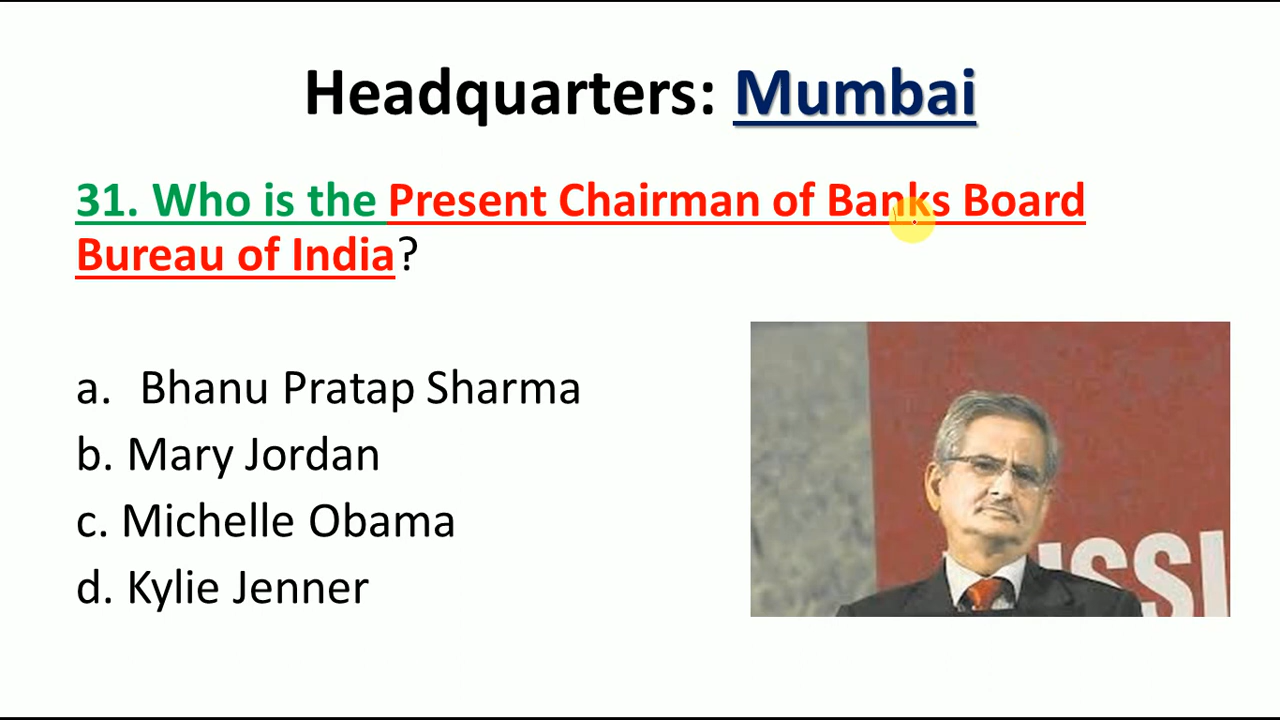 Headquarters: Mumbai
31. Who is the Present Chairman of Banks Board
Bureau of India?
a. Bhanu Pratap Sharma
b. Mary Jordan
c. Michelle Obama
d. Kylie Jenner
SSI